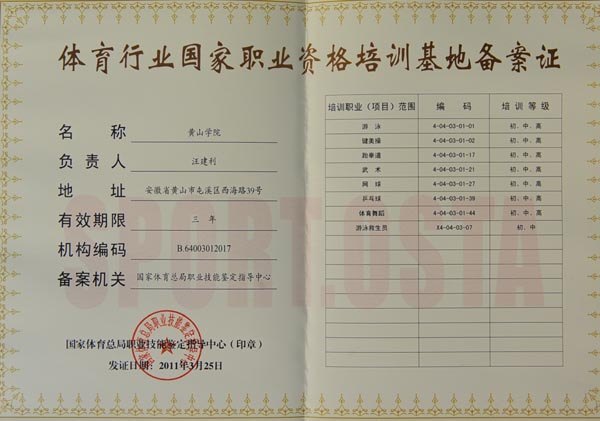 体育行业国家职业资格培训基地备案证
名称 黄山学院
负责人 汪建利
地址 安徽省黄山市屯溪区西海路39号
有效期限 三年
机构编码 B.64003012017
备案机关 国家体育总局职业技能鉴定指导中心
国家体育总局职业技能鉴定指导中心（印章）
发证日期：2011年3月25日
培训职业（项目）范围 编码 培训等级
游泳 4-04-03-01-01 初、中、高
健美操 4-04-03-01-02 初、中、高
跆拳道 4-04-03-01-17 初、中、高
武术 4-04-03-01-21 初、中、高
网球 4-04-03-01-27 初、中、高
乒乓球 4-04-03-01-39 初、中、高
体育舞蹈 4-04-03-01-44 初、中、高
游泳救生员 X4-04-03-07 初、中
SPORT.OSTA